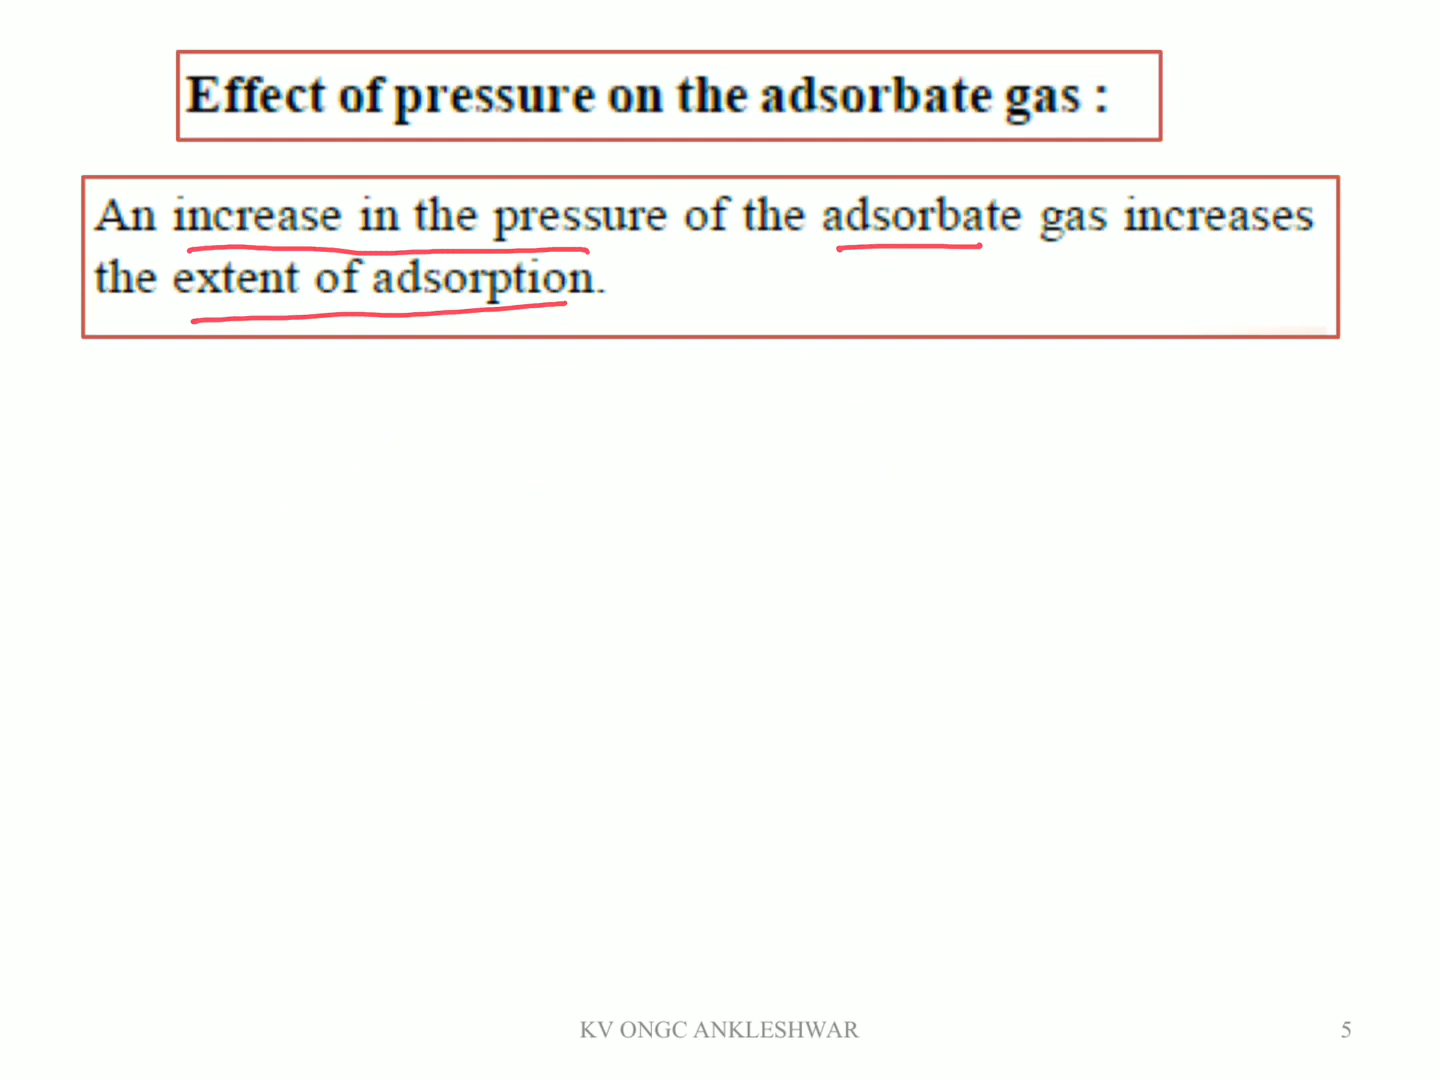 Effect of pressure on the adsorbate gas :
An increase in the pressure of the adsorbate gas increases
the extent of adsorption.
KV ONGC ANKLESHWAR
5